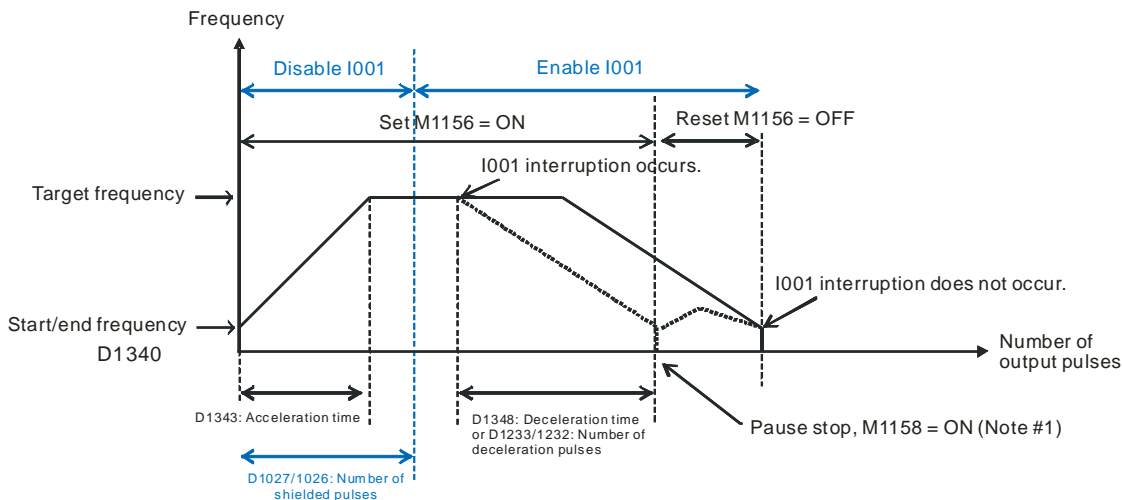 Frequency
Disable I001
Enable I001
Set M1156 = ON
Reset M1156 = OFF
I001 interruption occurs.
Target frequency
I001 interruption does not occur.
Start/end frequency
D1340
Number of
output pulses
D1343: Acceleration time
D1348: Deceleration time
or D1233/1232: Number of
deceleration pulses
Pause stop, M1158 = ON (Note #1)
D1027/1026: Number of
shielded pulses